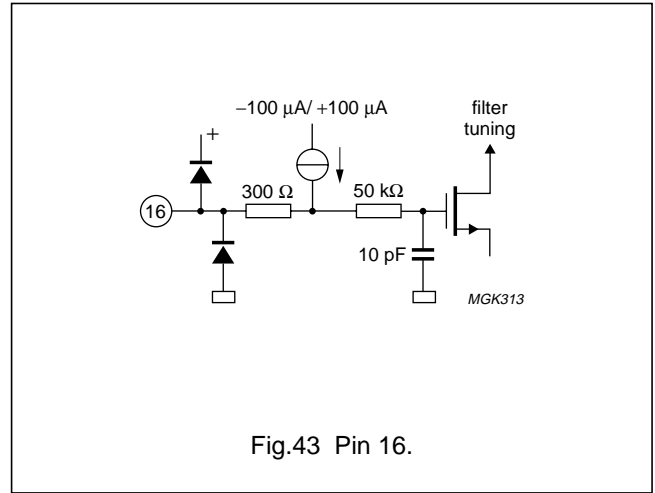 −100 µA/ +100 µA
filter
tuning
+
300 Ω
50 kΩ
16
10 pF
MGK313
Fig.43 Pin 16.